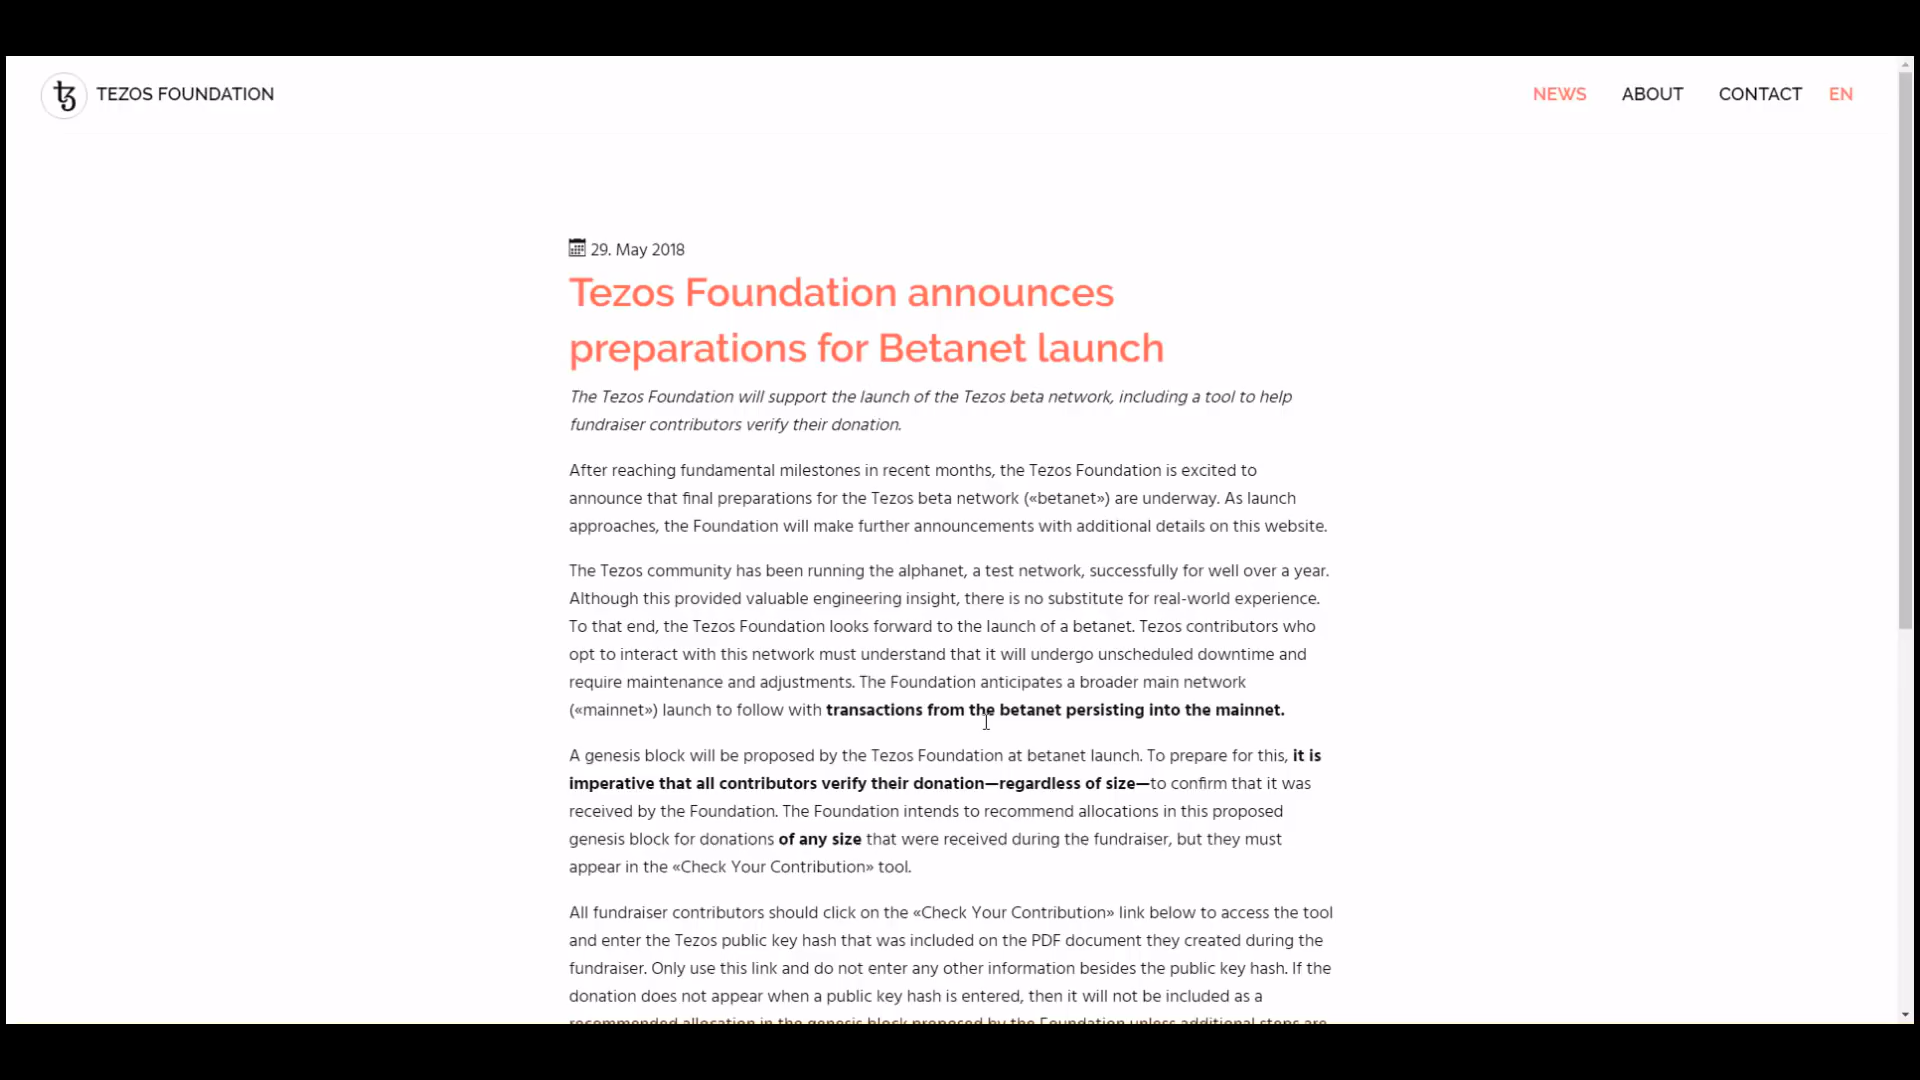 TEZOS FOUNDATION
NEWS ABOUT CONTACT EN
29. May 2018
Tezos Foundation announces
preparations for Betanet launch
The Tezos Foundation will support the launch of the Tezos beta network, including a tool to help
fundraiser contributors verify their donation.
After reaching fundamental milestones in recent months, the Tezos Foundation is excited to
announce that final preparations for the Tezos beta network («betanet») are underway. As launch
approaches, the Foundation will make further announcements with additional details on this website.
The Tezos community has been running the alphanet, a test network, successfully for well over a year.
Although this provided valuable engineering insight, there is no substitute for real-world experience.
To that end, the Tezos Foundation looks forward to the launch of a betanet. Tezos contributors who
opt to interact with this network must understand that it will undergo unscheduled downtime and
require maintenance and adjustments. The Foundation anticipates a broader main network
(«mainnet») launch to follow with transactions from the betanet persisting into the mainnet.
A genesis block will be proposed by the Tezos Foundation at betanet launch. To prepare for this, it is
imperative that all contributors verify their donation—regardless of size—to confirm that it was
received by the Foundation. The Foundation intends to recommend allocations in this proposed
genesis block for donations of any size that were received during the fundraiser, but they must
appear in the «Check Your Contribution» tool.
All fundraiser contributors should click on the «Check Your Contribution» link below to access the tool
and enter the Tezos public key hash that was included on the PDF document they created during the
fundraiser. Only use this link and do not enter any other information besides the public key hash. If the
donation does not appear when a public key hash is entered, then it will not be included as a
recommended allocation in the genesis block proposed by the Foundation unless additional steps are